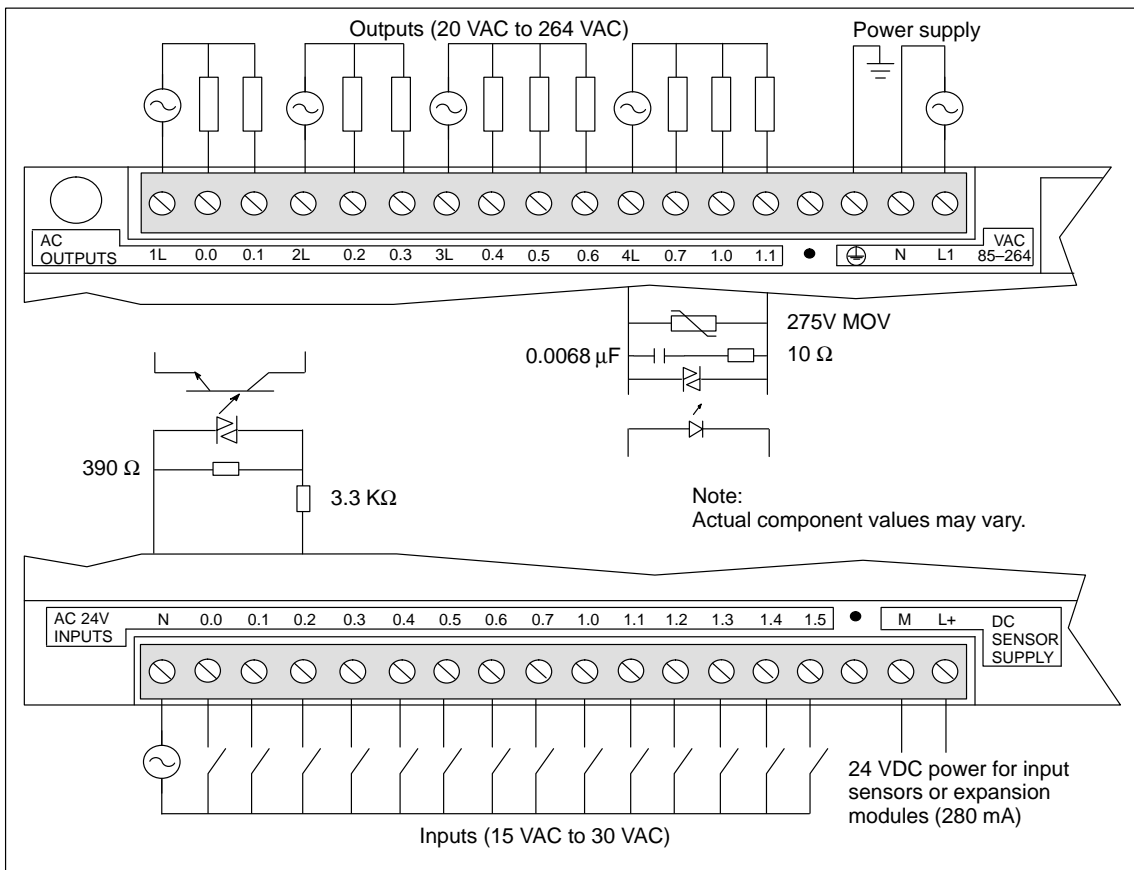 Outputs (20 VAC to 264 VAC)
Power supply
AC
OUTPUTS
1L 0.0 0.1 2L 0.2 0.3 3L 0.4 0.5 0.6 4L 0.7 1.0 1.1 ● N L1
VAC
85–264
275V MOV
0.0068 µF
10 Ω
390 Ω
3.3 KΩ
Note:
Actual component values may vary.
AC 24V
INPUTS
N 0.0 0.1 0.2 0.3 0.4 0.5 0.6 0.7 1.0 1.1 1.2 1.3 1.4 1.5 ● M L+
DC
SENSOR
SUPPLY
24 VDC power for input
sensors or expansion
modules (280 mA)
Inputs (15 VAC to 30 VAC)